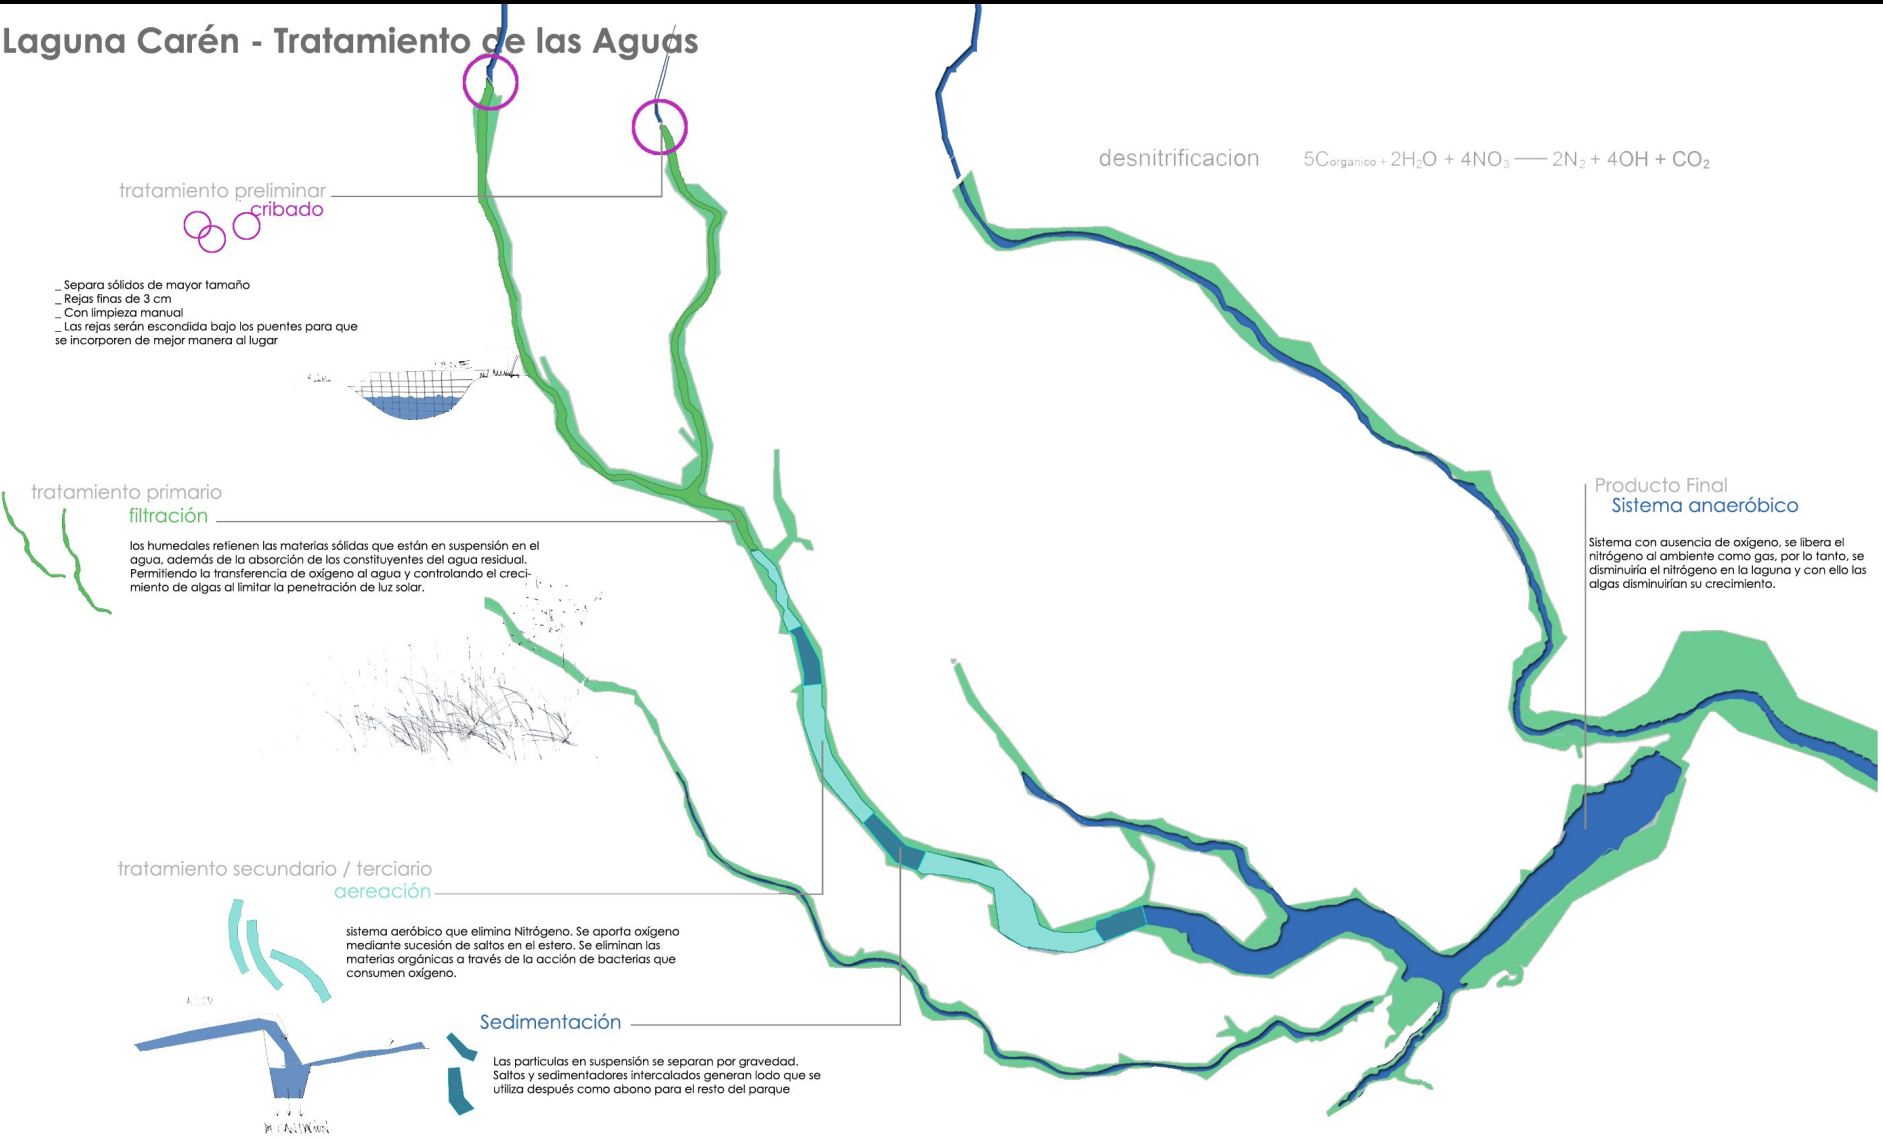 Laguna Carén - Tratamiento de las Aguas
desnitrificacion 5Corganico + 2H2O + 4NO3 — 2N2 + 4OH + CO2
tratamiento preliminar
cribado
_ Separa sólidos de mayor tamaño
_ Rejas finas de 3 cm
_ Con limpieza manual
_ Las rejas serán escondida bajo los puentes para que
se incorporen de mejor manera al lugar
tratamiento primario
filtración
los humedales retienen las materias sólidas que están en suspensión en el
agua, además de la absorción de los constituyentes del agua residual.
Permitiendo la transferencia de oxígeno al agua y controlando el creci-
miento de algas al limitar la penetración de luz solar.
Producto Final
Sistema anaeróbico
Sistema con ausencia de oxígeno, se libera el
nitrógeno al ambiente como gas, por lo tanto, se
disminuiría el nitrógeno en la laguna y con ello las
algas disminuirían su crecimiento.
tratamiento secundario / terciario
aereación
sistema aeróbico que elimina Nitrógeno. Se aporta oxígeno
mediante sucesión de saltos en el estero. Se eliminan las
materias orgánicas a través de la acción de bacterias que
consumen oxígeno.
Sedimentación
Las particulas en suspensión se separan por gravedad.
Saltos y sedimentadores intercalados generan lodo que se
utiliza después como abono para el resto del parque